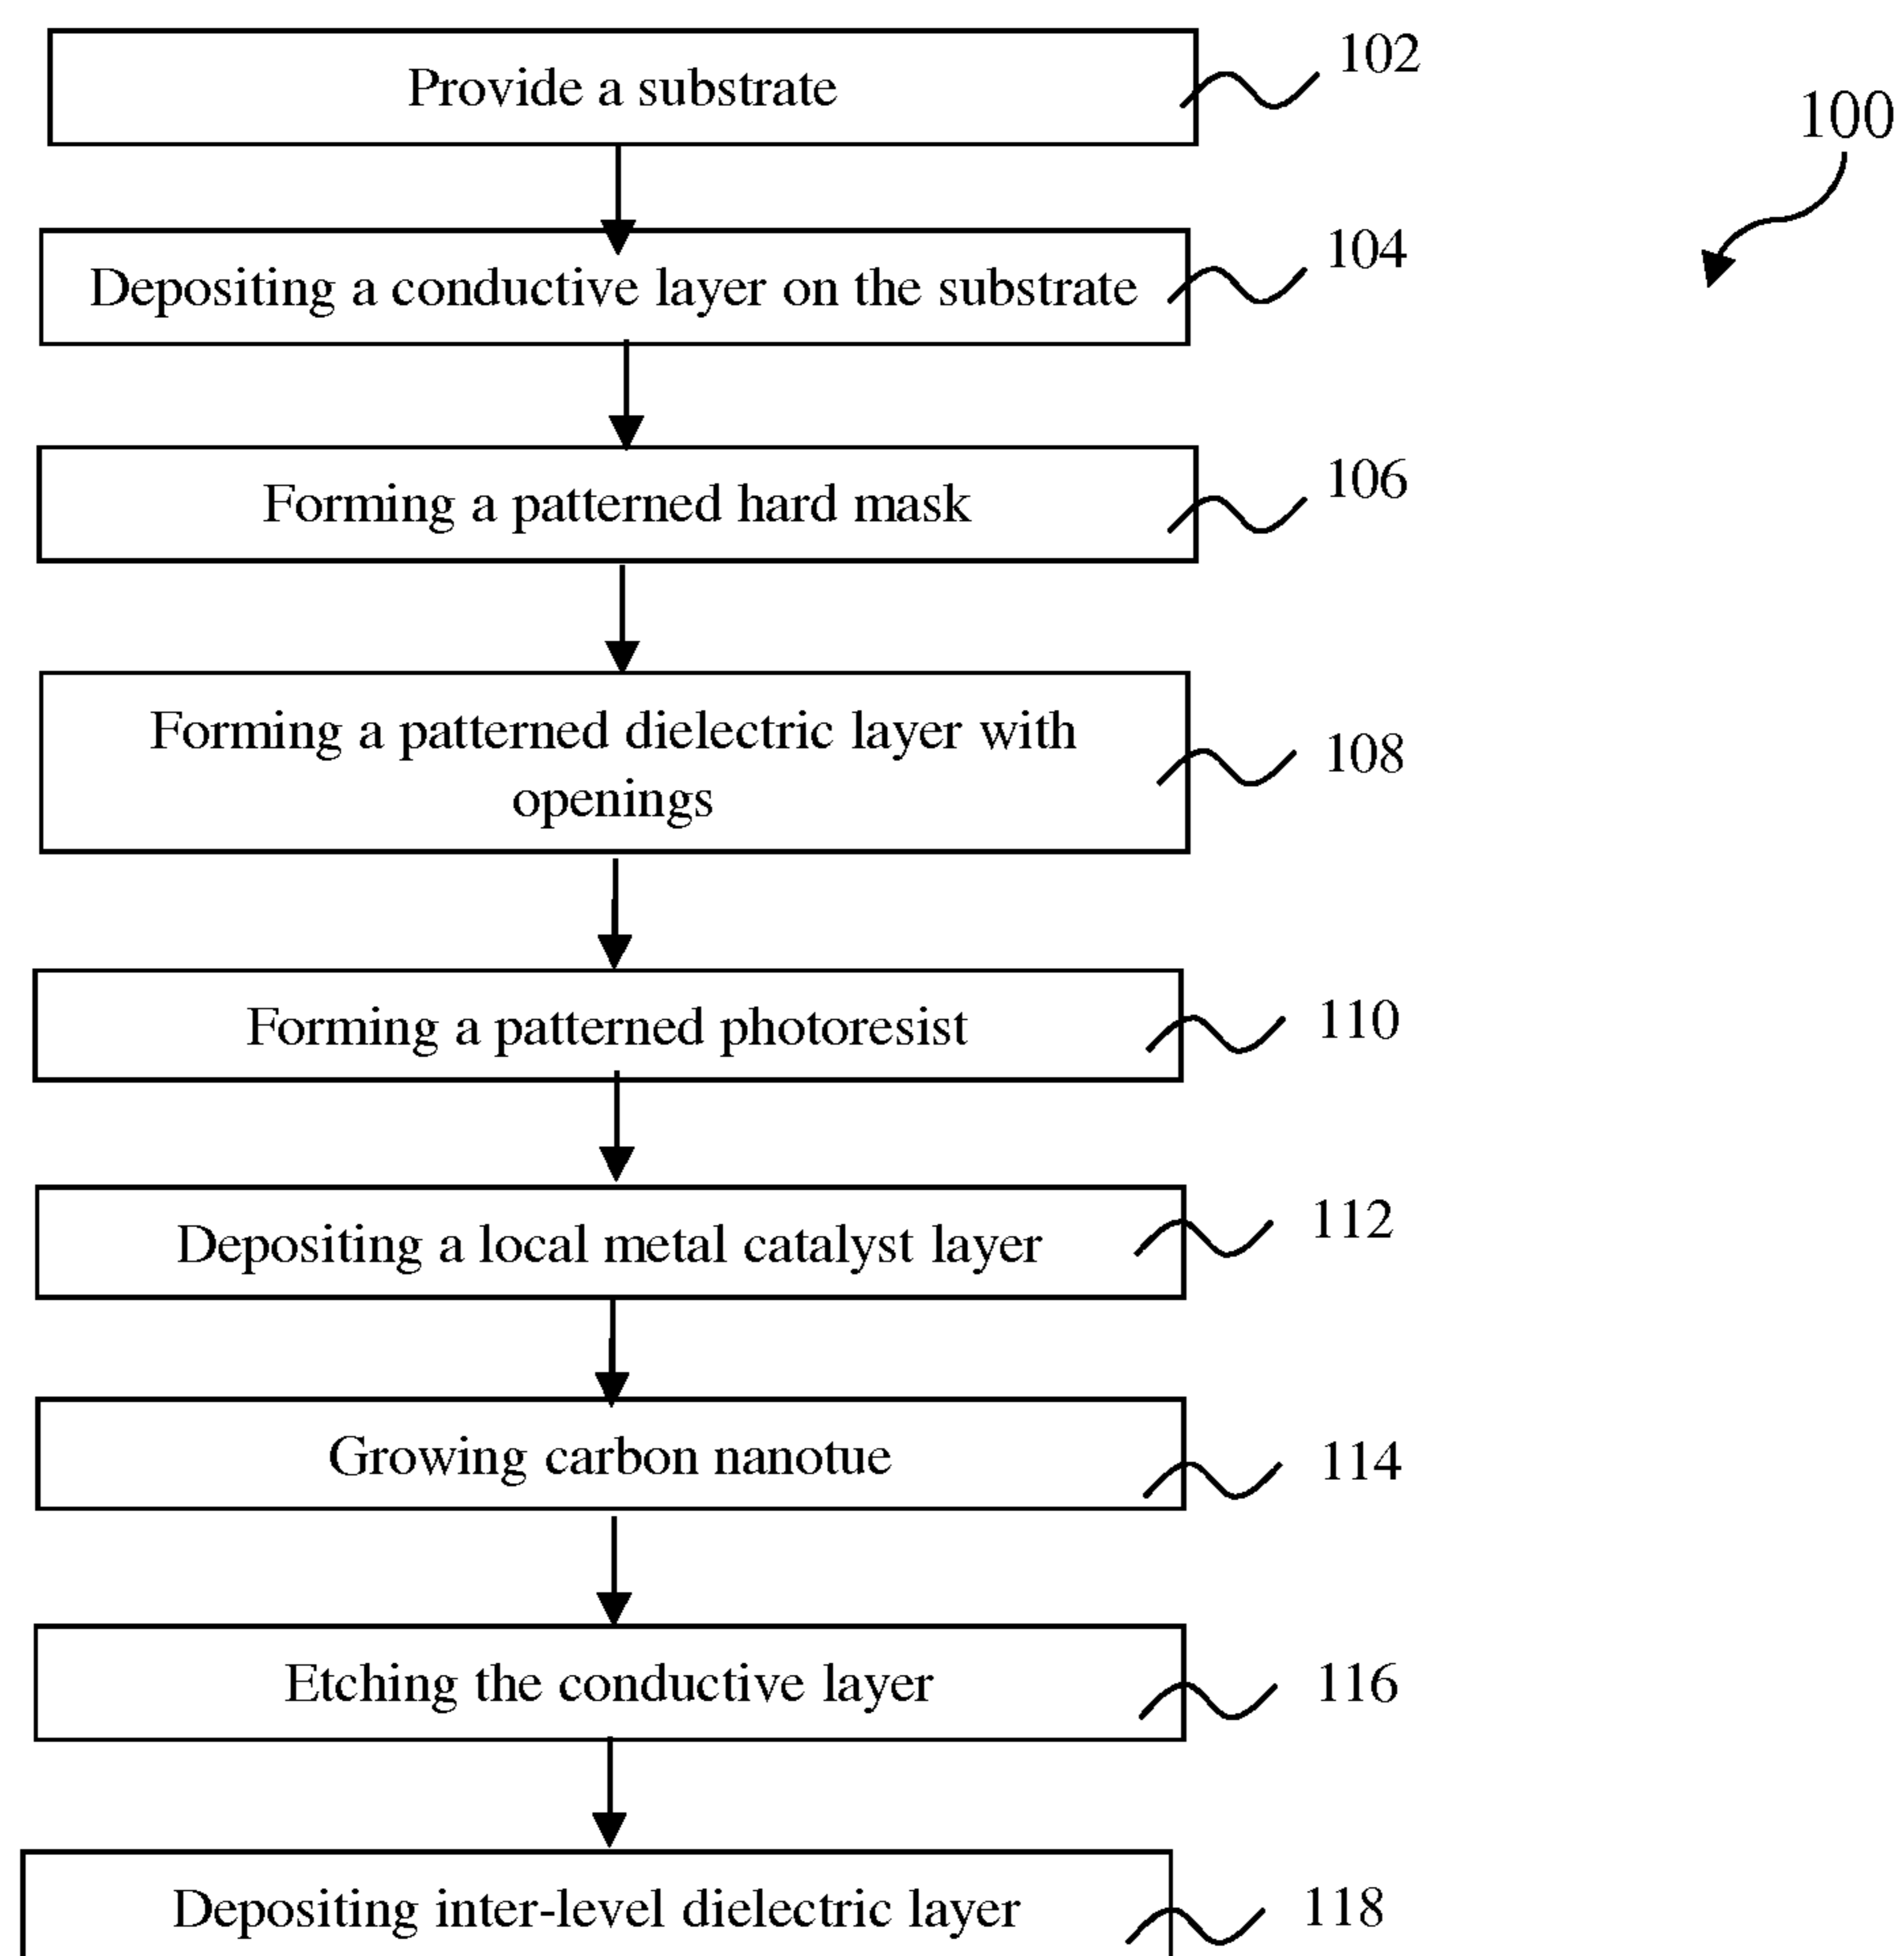 Provide a substrate
102
100
Depositing a conductive layer on the substrate
104
Forming a patterned hard mask
106
Forming a patterned dielectric layer with
openings
108
Forming a patterned photoresist
110
Depositing a local metal catalyst layer
112
Growing carbon nanotue
114
Etching the conductive layer
116
Depositing inter-level dielectric layer
118